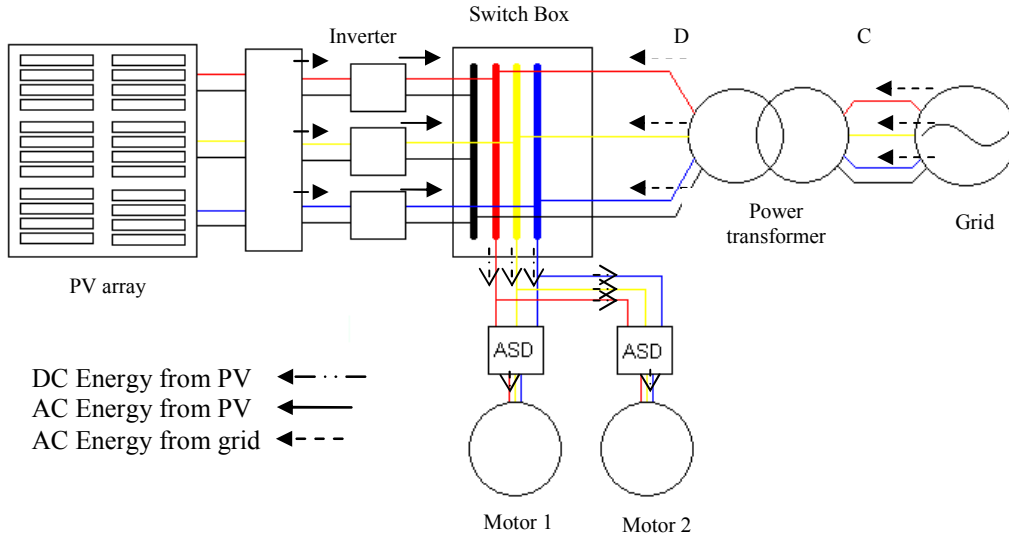 Switch Box
Inverter
D
C
PV array
Power
transformer
Grid
ASD
ASD
DC Energy from PV
AC Energy from PV
AC Energy from grid
Motor 1
Motor 2